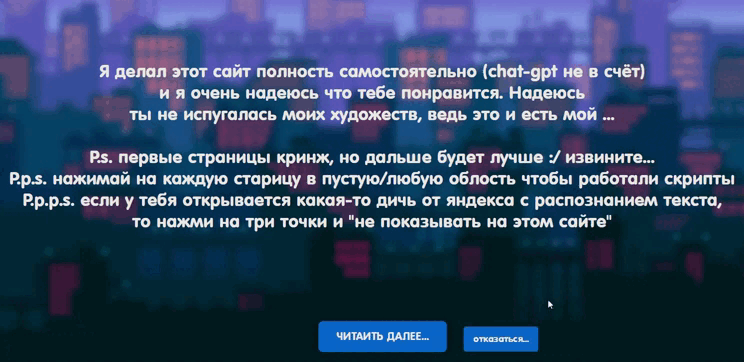 Я делал этот сайт полность самостоятельно (chat-gpt не в счёт)
и я очень надеюсь что тебе понравится. Надеюсь
ты не испугалась моих художеств, ведь это и есть мой ...
P.s. первые страницы кринж, но дальше будет лучше :/ извините...
P.p.s. нажимай на каждую старицу в пустую/любую облость чтобы работали скрипты
P.p.p.s. если у тебя открывается какая-то дичь от яндекса с распознанием текста,
то нажми на три точки и "не показывать на этом сайте"
ЧИТАИТЬ ДАЛЕЕ...
отказаться...